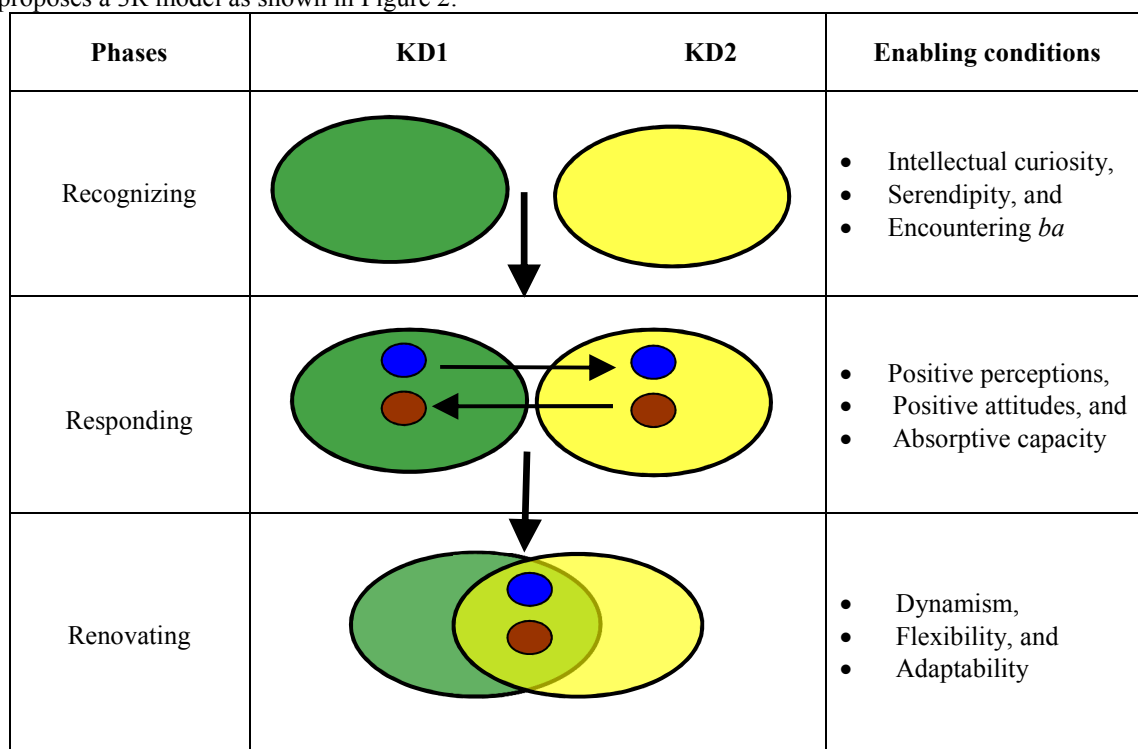 proposes a 3R model as shown in Figure 2.
Phases KD1 KD2 Enabling conditions
Recognizing
• Intellectual curiosity,
• Serendipity, and
• Encountering ba
Responding
• Positive perceptions,
• Positive attitudes, and
• Absorptive capacity
Renovating
• Dynamism,
• Flexibility, and
• Adaptability